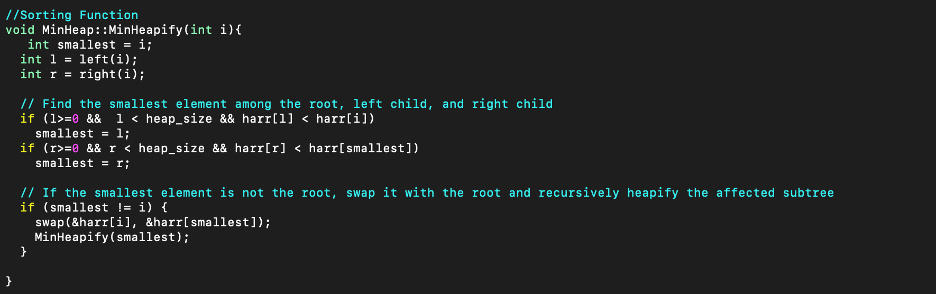 //Sorting Function
void MinHeap::MinHeapify(int i){
   int smallest = i;
  int l = left(i);
  int r = right(i);

  // Find the smallest element among the root, left child, and right child
  if (l>=0 &&  l < heap_size && harr[l] < harr[i])
    smallest = l;
  if (r>=0 && r < heap_size && harr[r] < harr[smallest])
    smallest = r;

  // If the smallest element is not the root, swap it with the root and recursively heapify the affected subtree
  if (smallest != i) {
    swap(&harr[i], &harr[smallest]);
    MinHeapify(smallest);
  }

}